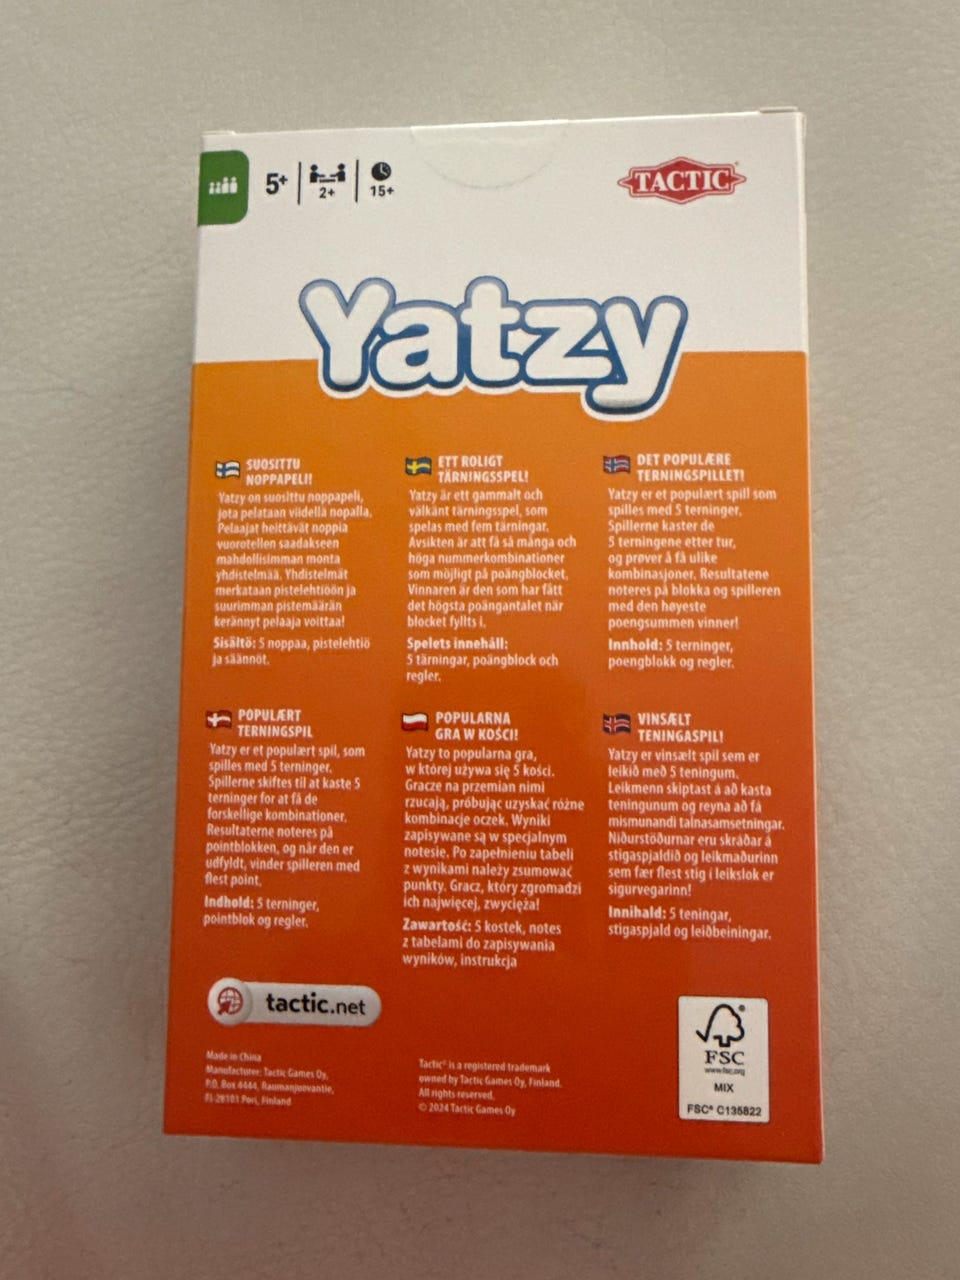 5+
2+
15+
TACTIC
Yatzy
SUOSITTU
NOPPAPELI!
Yatzy on suosittu noppapeli,
jota pelataan viidellä nopalla.
Pelaajat heittävät noppia
vuorotellen saadakseen
mahdollisimman monta
yhdistelmää. Yhdistelmät
merkataan pistelehtiöön ja
suurimman pistemäärän
kerännyt pelaaja voittaa!
Sisältö: 5 noppaa, pistelehtiö
ja säännöt.
ETT ROLIGT
TÄRNINGSSPEL!
Yatzy är ett gammalt och
välkänt tärningsspel, som
spelas med fem tärningar.
Avsikten är att få så många och
höga nummerkombinationer
som möjligt på poängblocket.
Vinnaren är den som har fått
det högsta poängantalet när
blocket fyllts i.
Spelets innehåll:
5 tärningar, poängblock och
regler.
DET POPULÆRE
TERNINGSPILLET!
Yatzy er et populært spill som
spilles med 5 terninger.
Spillerne kaster de
5 terningene etter tur,
og prøver å få ulike
kombinasjoner. Resultatene
noteres på blokka og spilleren
med den høyeste
poengsummen vinner!
Innhold: 5 terninger,
poengblokk og regler.
POPULÆRT
TERNINGSPIL
Yatzy er et populært spil, som
spilles med 5 terninger.
Spillerne skiftes til at kaste 5
terninger for at få de
forskellige kombinationer.
Resultaterne noteres på
pointblokken, og når den er
udfyldt, vinder spilleren med
flest point.
Indhold: 5 terninger,
pointblok og regler.
POPULARNA
GRA W KOŚCI!
Yatzy to popularna gra,
w której używa się 5 kości.
Gracze na przemian nimi
rzucają, próbując uzyskać różne
kombinacje oczek. Wyniki
zapisywane są w specjalnym
notesie. Po zapełnieniu tabeli
z wynikami należy zsumować
punkty. Gracz, który zgromadzi
ich najwięcej, zwycięża!
Zawartość: 5 kostek, notes
z tabelami do zapisywania
wyników, instrukcja
VINSÆLT
TENINGASPIL!
Yatzy er vinsælt spil sem er
leikið með 5 teningum.
Leikmenn skiptast á að kasta
teningunum og reyna að fá
mismunandi talnasamsetningar.
Niðurstöðurnar eru skráðar á
stigaspjaldið og leikmaðurinn
sem fær flest stig í leikslok er
sigurvegarinn!
Innihald: 5 teningar,
stigaspjald og leiðbeiningar.
tactic.net
Made in China
Manufacturer: Tactic Games Oy,
P.O. Box 4444, Raumanjuovantie,
FI-28101 Pori, Finland
Tactic® is a registered trademark
owned by Tactic Games Oy, Finland.
All rights reserved.
© 2024 Tactic Games Oy
FSC
www.fsc.org
MIX
FSC® C135822